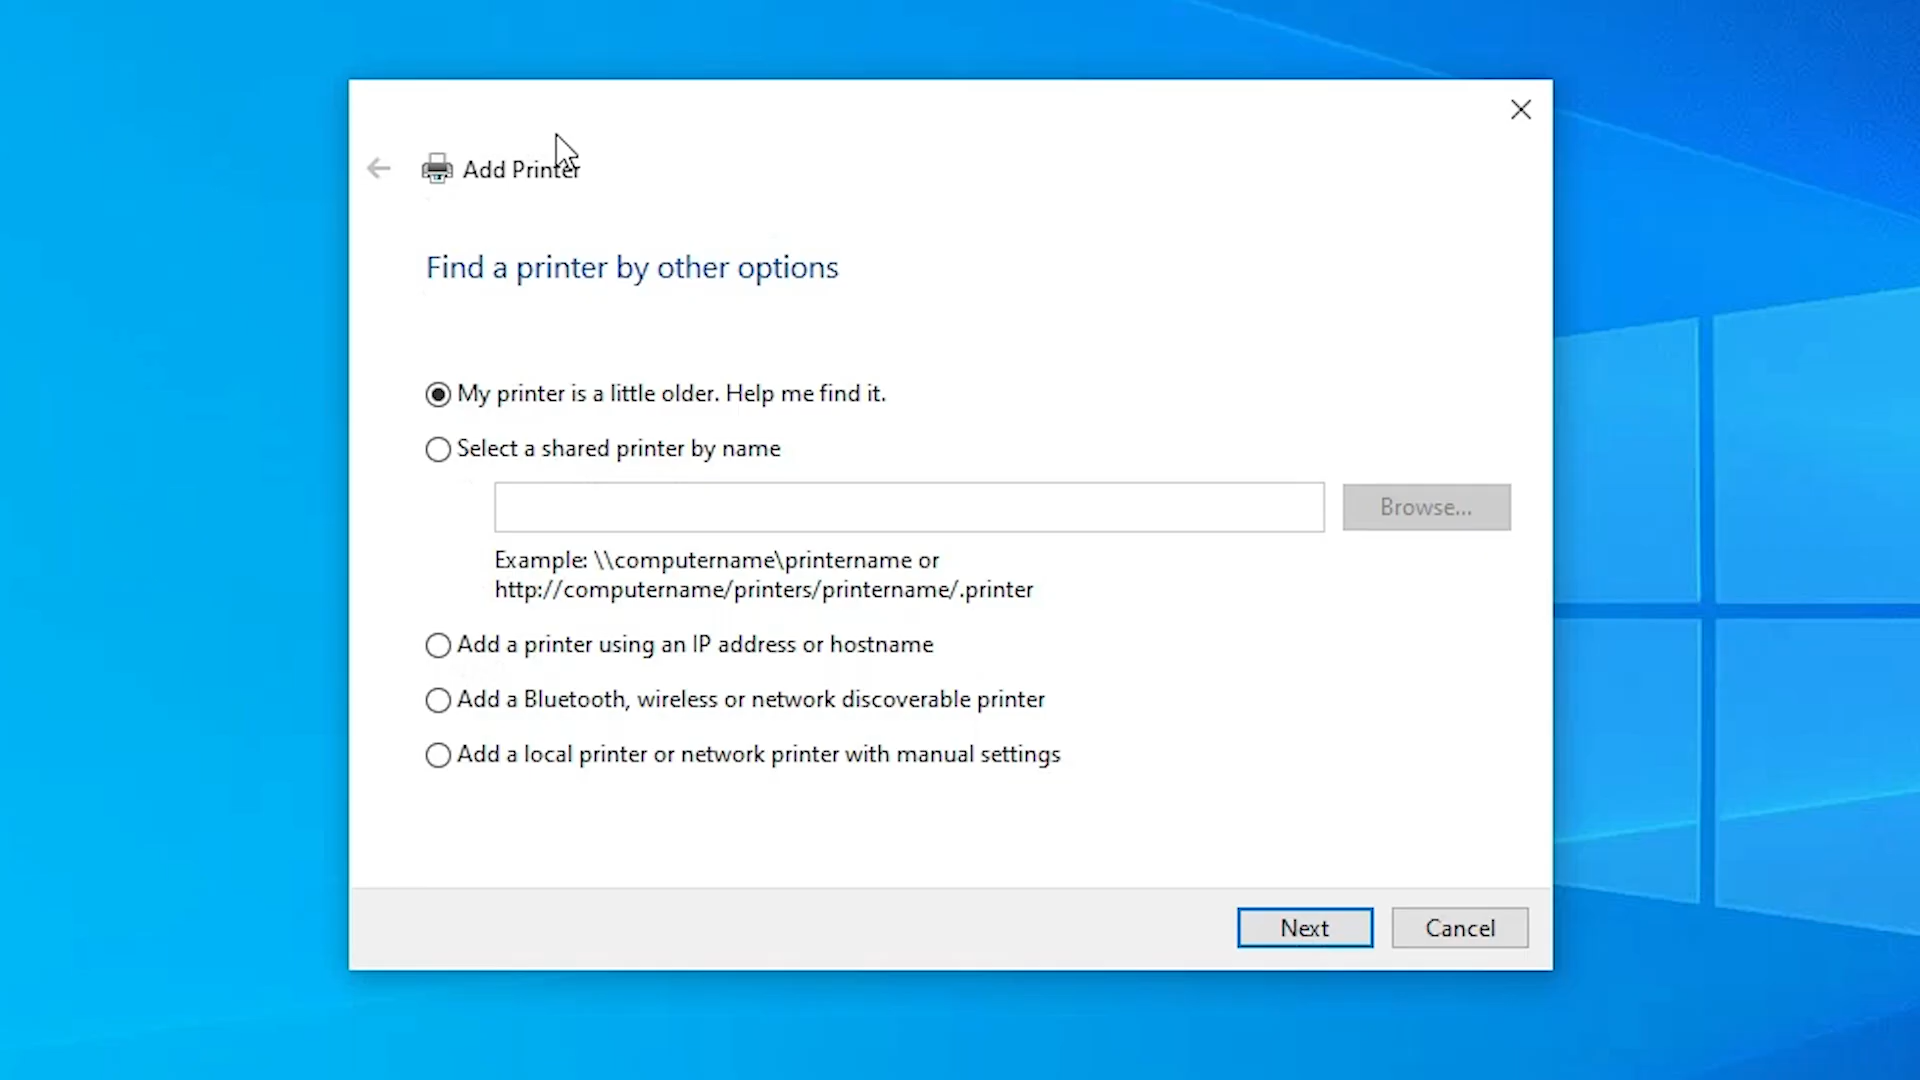 Add Printer
Find a printer by other options
My printer is a little older. Help me find it.
Select a shared printer by name
Browse...
Example: \\computername\printername or
http://computername/printers/printername/.printer
Add a printer using an IP address or hostname
Add a Bluetooth, wireless or network discoverable printer
Add a local printer or network printer with manual settings
Next
Cancel